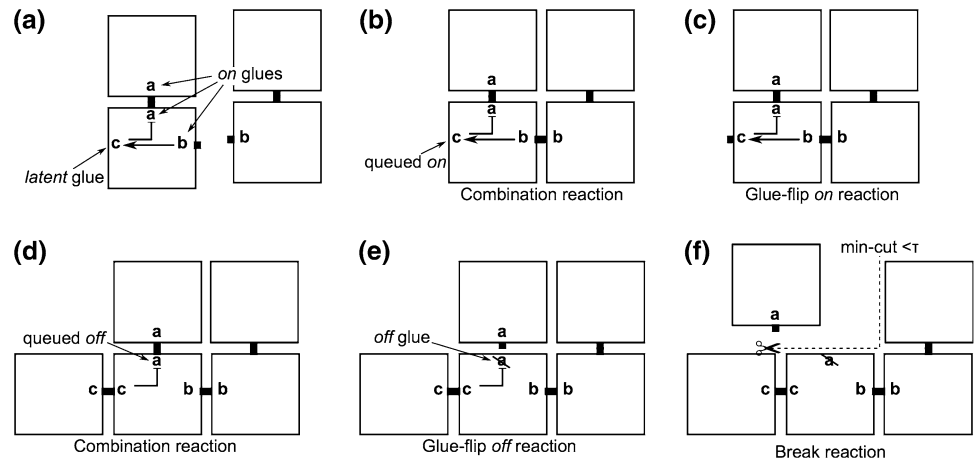 (a)
a
on glues
a
c
b
b
latent glue
(b)
a
a
c
b
b
queued on
Combination reaction
(c)
a
a
c
b
b
Glue-flip on reaction
(d)
a
queued off
a
c
c
b
b
Combination reaction
(e)
a
off glue
a
c
c
b
b
Glue-flip off reaction
(f)
min-cut <τ
a
a
c
c
b
b
Break reaction